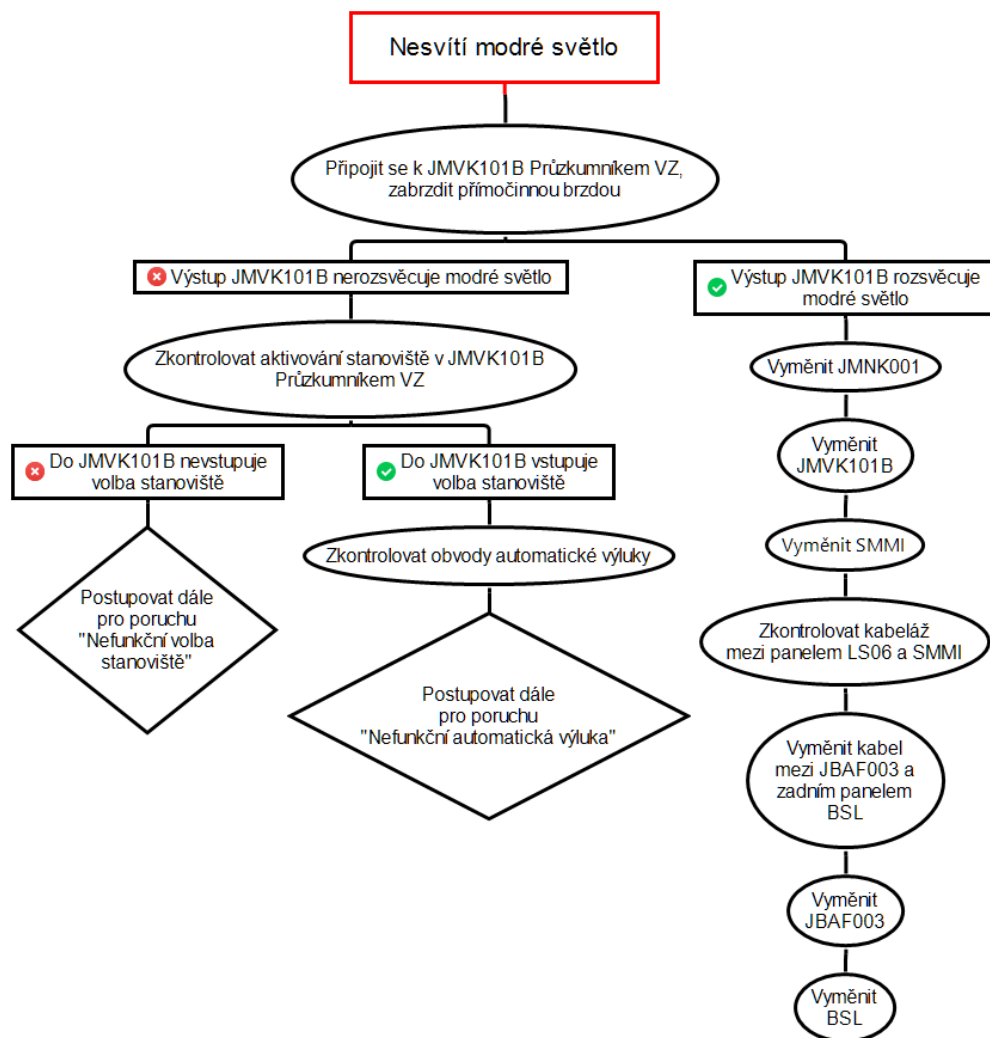 Nesvítí modré světlo
Připojit se k JMVK101B Průzkumníkem VZ,
zabrzdit přímočinnou brzdou
Výstup JMVK101B nerozsvěcuje modré světlo
Výstup JMVK101B rozsvěcuje
modré světlo
Zkontrolovat aktivování stanoviště v JMVK101B
Průzkumníkem VZ
Vyměnit JMNK001
Do JMVK101B nevstupuje
volba stanoviště
Do JMVK101B vstupuje
volba stanoviště
Vyměnit
JMVK101B
Zkontrolovat obvody automatické výluky
Vyměnit SMMI
Postupovat dále
pro poruchu
"Nefunkční volba
stanoviště"
Zkontrolovat kabeláž
mezi panelem LS06 a SMMI
Postupovat dále
pro poruchu
"Nefunkční automatická výluka"
Vyměnit kabel
mezi JBAF003 a
zadním panelem
BSL
Vyměnit
JBAF003
Vyměnit
BSL